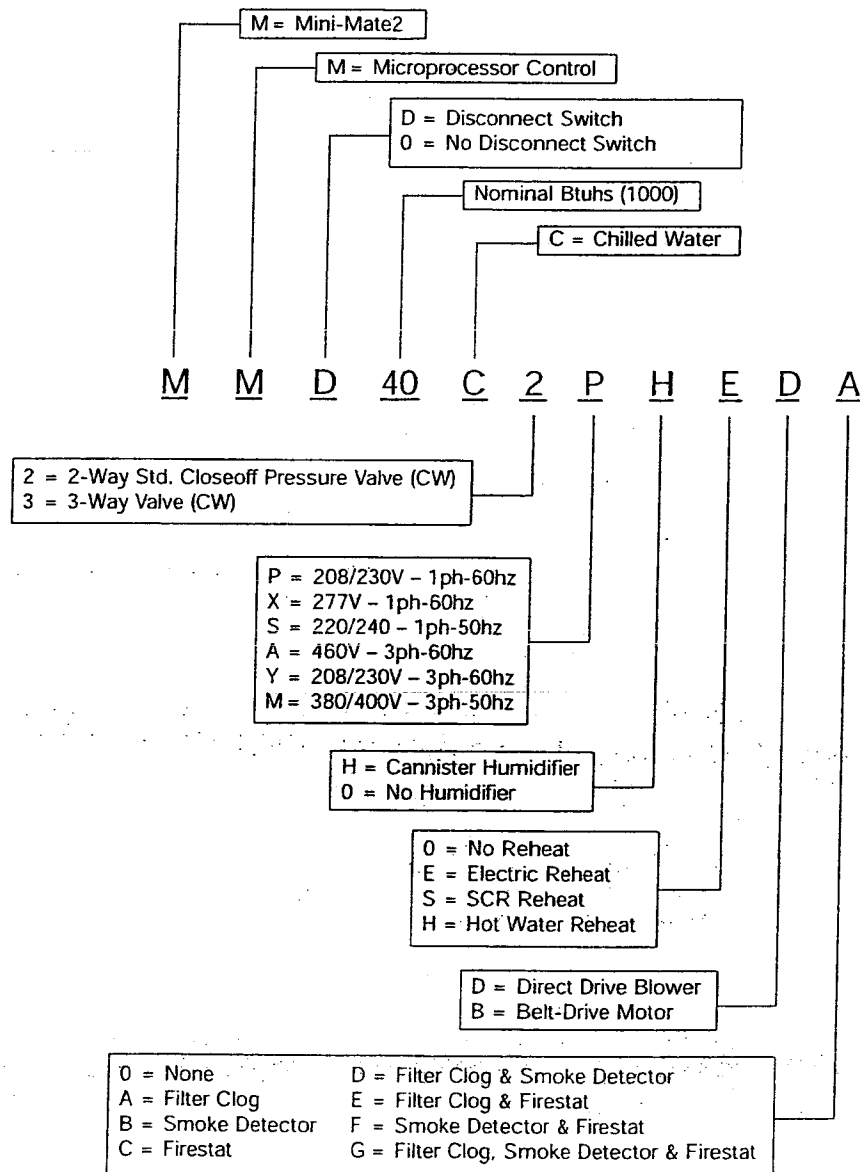 M = Mini-Mate2
M = Microprocessor Control
D = Disconnect Switch
0 = No Disconnect Switch
Nominal Btuhs (1000)
C = Chilled Water
M M D 40 C 2 P H E D A
2 = 2-Way Std. Closeoff Pressure Valve (CW)
3 = 3-Way Valve (CW)
P = 208/230V – 1ph-60hz
X = 277V – 1ph-60hz
S = 220/240 – 1ph-50hz
A = 460V – 3ph-60hz
Y = 208/230V – 3ph-60hz
M = 380/400V – 3ph-50hz
H = Cannister Humidifier
0 = No Humidifier
0 = No Reheat
E = Electric Reheat
S = SCR Reheat
H = Hot Water Reheat
D = Direct Drive Blower
B = Belt-Drive Motor
0 = None
A = Filter Clog
B = Smoke Detector
C = Firestat
D = Filter Clog & Smoke Detector
E = Filter Clog & Firestat
F = Smoke Detector & Firestat
G = Filter Clog, Smoke Detector & Firestat